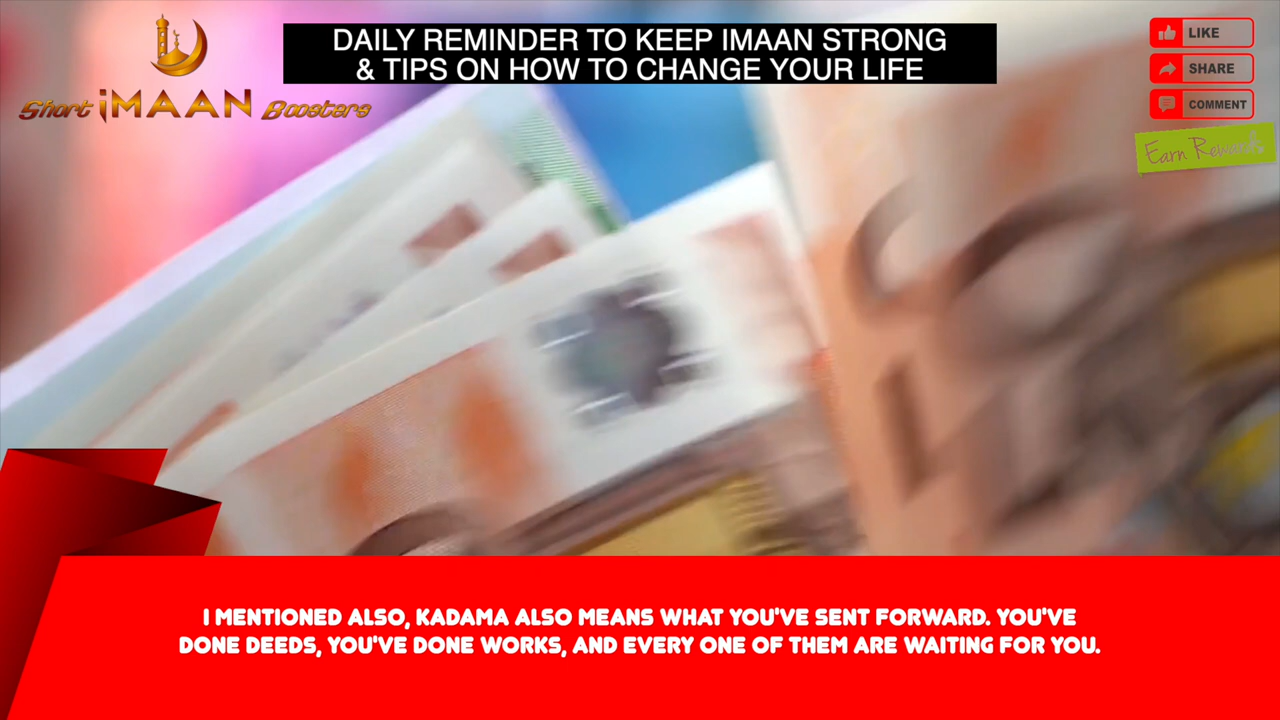 Short iMAAN Boosters
DAILY REMINDER TO KEEP IMAAN STRONG
& TIPS ON HOW TO CHANGE YOUR LIFE
LIKE
SHARE
COMMENT
Earn Rewards
I MENTIONED ALSO, KADAMA ALSO MEANS WHAT YOU'VE SENT FORWARD. YOU'VE
DONE DEEDS, YOU'VE DONE WORKS, AND EVERY ONE OF THEM ARE WAITING FOR YOU.